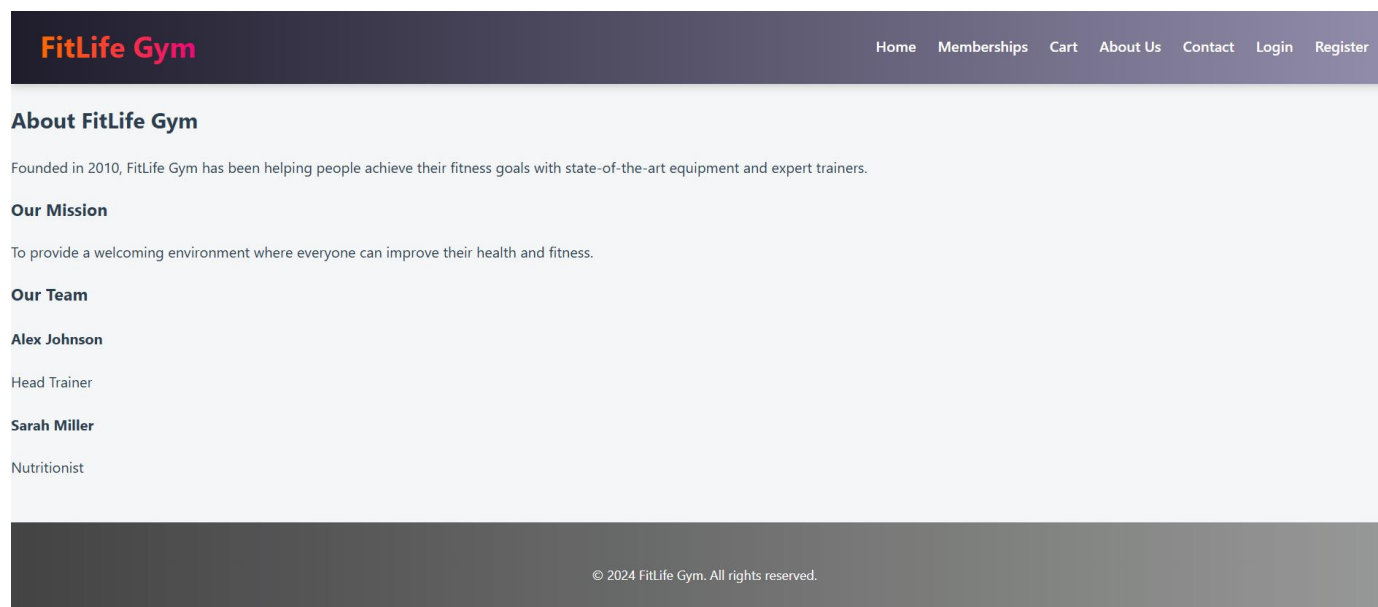 FitLife Gym
Home Memberships Cart About Us Contact Login Register
About FitLife Gym
Founded in 2010, FitLife Gym has been helping people achieve their fitness goals with state-of-the-art equipment and expert trainers.
Our Mission
To provide a welcoming environment where everyone can improve their health and fitness.
Our Team
Alex Johnson
Head Trainer
Sarah Miller
Nutritionist
© 2024 FitLife Gym. All rights reserved.